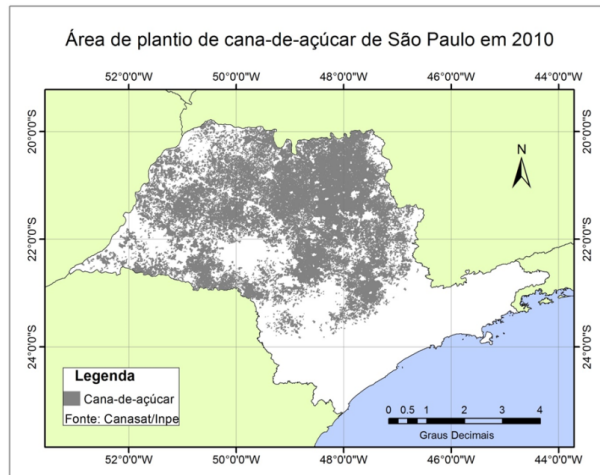 Área de plantio de cana-de-açúcar de São Paulo em 2010
52°0'0"W 50°0'0"W 48°0'0"W 46°0'0"W 44°0'0"W
20°0'0"S 20°0'0"S
N
22°0'0"S 22°0'0"S
24°0'0"S 24°0'0"S
Legenda
Cana-de-açúcar
Fonte: Canasat/Inpe
0 0.5 1 2 3 4
Graus Decimais
52°0'0"W 50°0'0"W 48°0'0"W 46°0'0"W 44°0'0"W